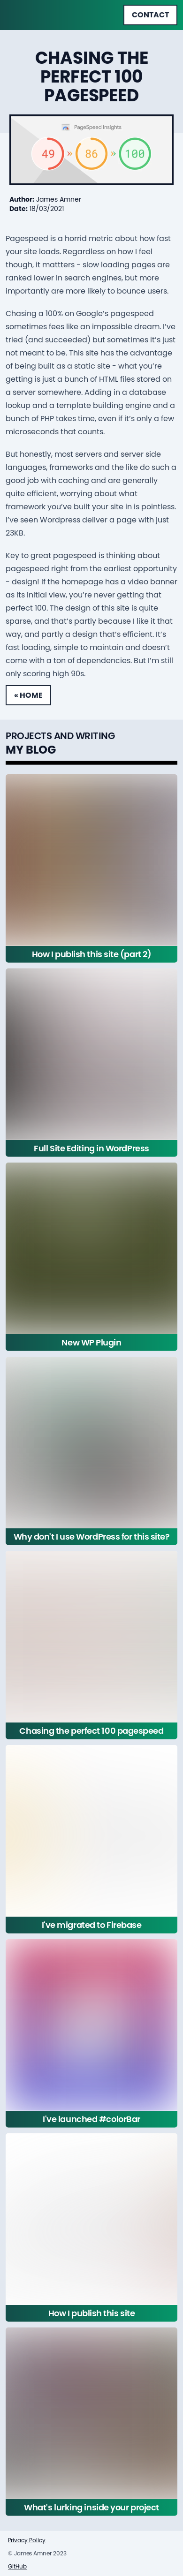 CONTACT
CHASING THE
PERFECT 100
PAGESPEED
PageSpeed Insights
49 » 86 » 100
Author: James Amner
Date: 18/03/2021
Pagespeed is a horrid metric about how fast
your site loads. Regardless on how I feel
though, it mattters - slow loading pages are
ranked lower in search engines, but more
importantly are more likely to bounce users.
Chasing a 100% on Google's pagespeed
sometimes fees like an impossible dream. I've
tried (and succeeded) but sometimes it's just
not meant to be. This site has the advantage
of being built as a static site - what you're
getting is just a bunch of HTML files stored on
a server somewhere. Adding in a database
lookup and a template building engine and a
bunch of PHP takes time, even if it's only a few
microseconds that counts.
But honestly, most servers and server side
languages, frameworks and the like do such a
good job with caching and are generally
quite efficient, worrying about what
framework you've built your site in is pointless.
I've seen Wordpress deliver a page with just
23KB.
Key to great pagespeed is thinking about
pagespeed right from the earliest opportunity
- design! If the homepage has a video banner
as its initial view, you're never getting that
perfect 100. The design of this site is quite
sparse, and that's partly because I like it that
way, and partly a design that's efficient. It's
fast loading, simple to maintain and doesn't
come with a ton of dependencies. But I'm still
only scoring high 90s.
« HOME
PROJECTS AND WRITING
MY BLOG
How I publish this site (part 2)
Full Site Editing in WordPress
New WP Plugin
Why don't I use WordPress for this site?
Chasing the perfect 100 pagespeed
I've migrated to Firebase
I've launched #colorBar
How I publish this site
What's lurking inside your project
Privacy Policy
© James Amner 2023
GitHub